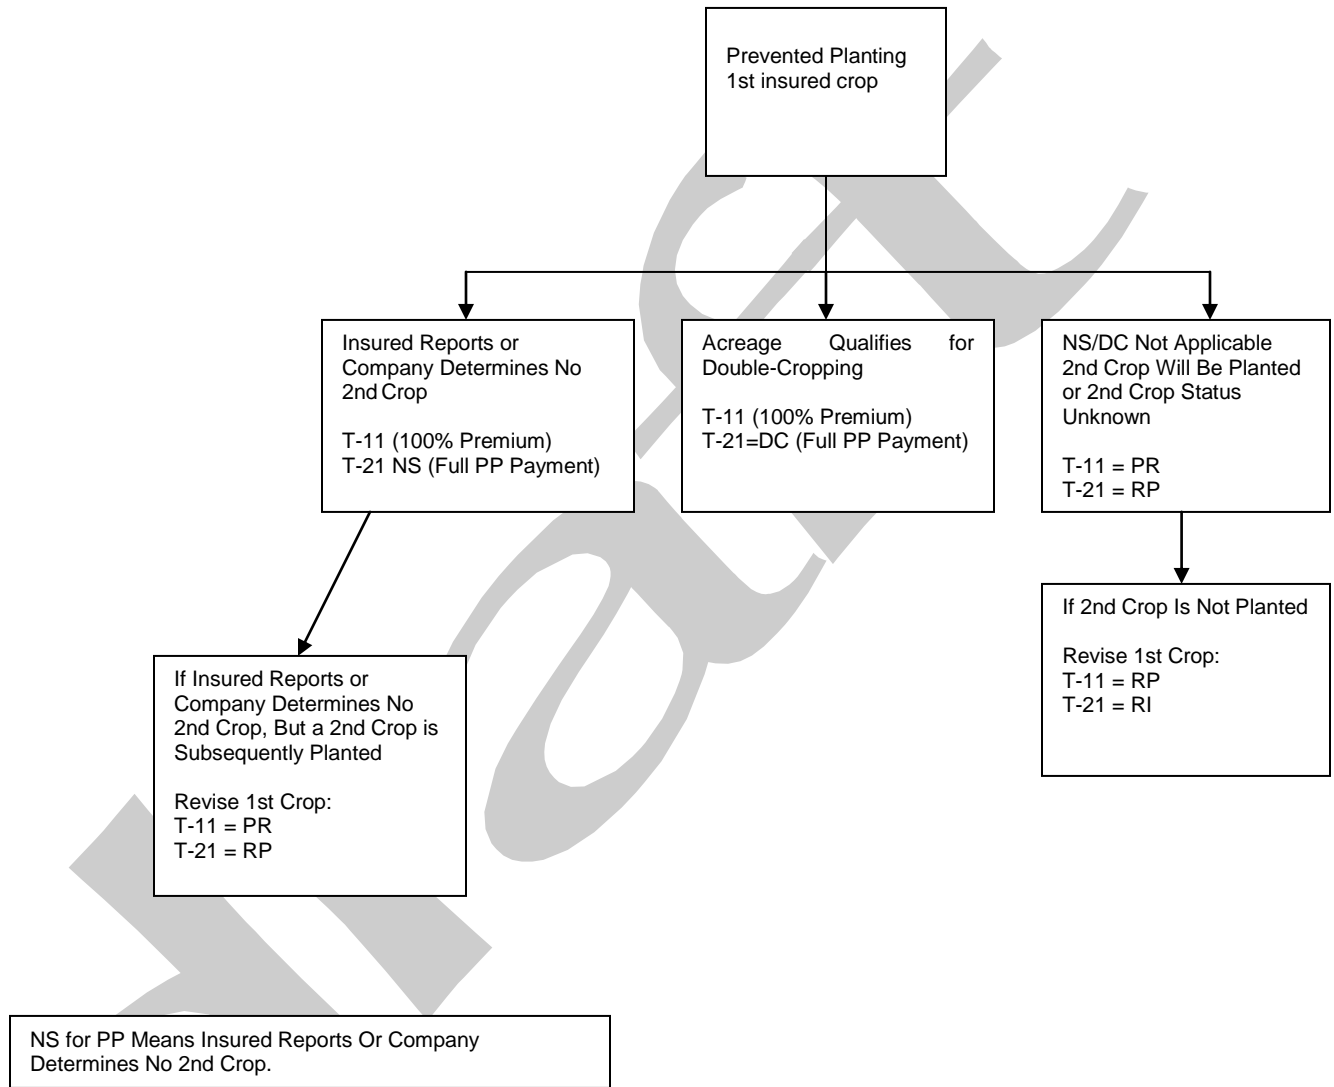 Prevented Planting
1st insured crop
Insured Reports or
Company Determines No
2nd Crop
T-11 (100% Premium)
T-21 NS (Full PP Payment)
Acreage Qualifies for
Double-Cropping
T-11 (100% Premium)
T-21=DC (Full PP Payment)
NS/DC Not Applicable
2nd Crop Will Be Planted
or 2nd Crop Status
Unknown
T-11 = PR
T-21 = RP
If Insured Reports or
Company Determines No
2nd Crop, But a 2nd Crop is
Subsequently Planted
Revise 1st Crop:
T-11 = PR
T-21 = RP
If 2nd Crop Is Not Planted
Revise 1st Crop:
T-11 = RP
T-21 = RI
NS for PP Means Insured Reports Or Company
Determines No 2nd Crop.
Draft